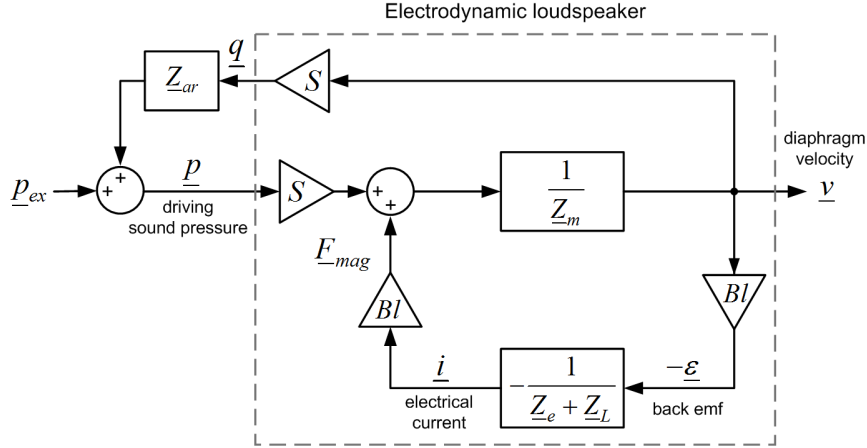 Electrodynamic loudspeaker
q
Z_ar
S
diaphragm
velocity
p_ex
+
+
p
driving
sound pressure
S
+
+
1
Z_m
v
F_mag
Bl
Bl
i
electrical
current
- 1
Z_e + Z_L
-ε
back emf